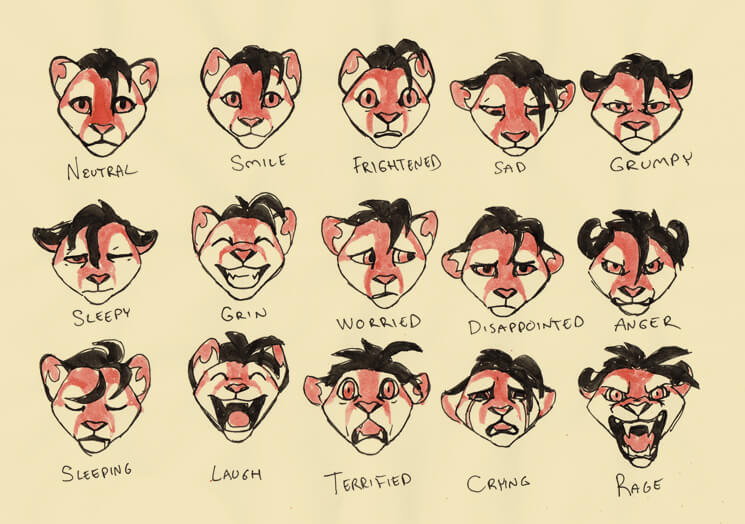 NEUTRAL
SMILE
FRIGHTENED
SAD
GRUMPY
SLEEPY
GRIN
WORRIED
DISAPPOINTED
ANGER
SLEEPING
LAUGH
TERRIFIED
CRYING
RAGE